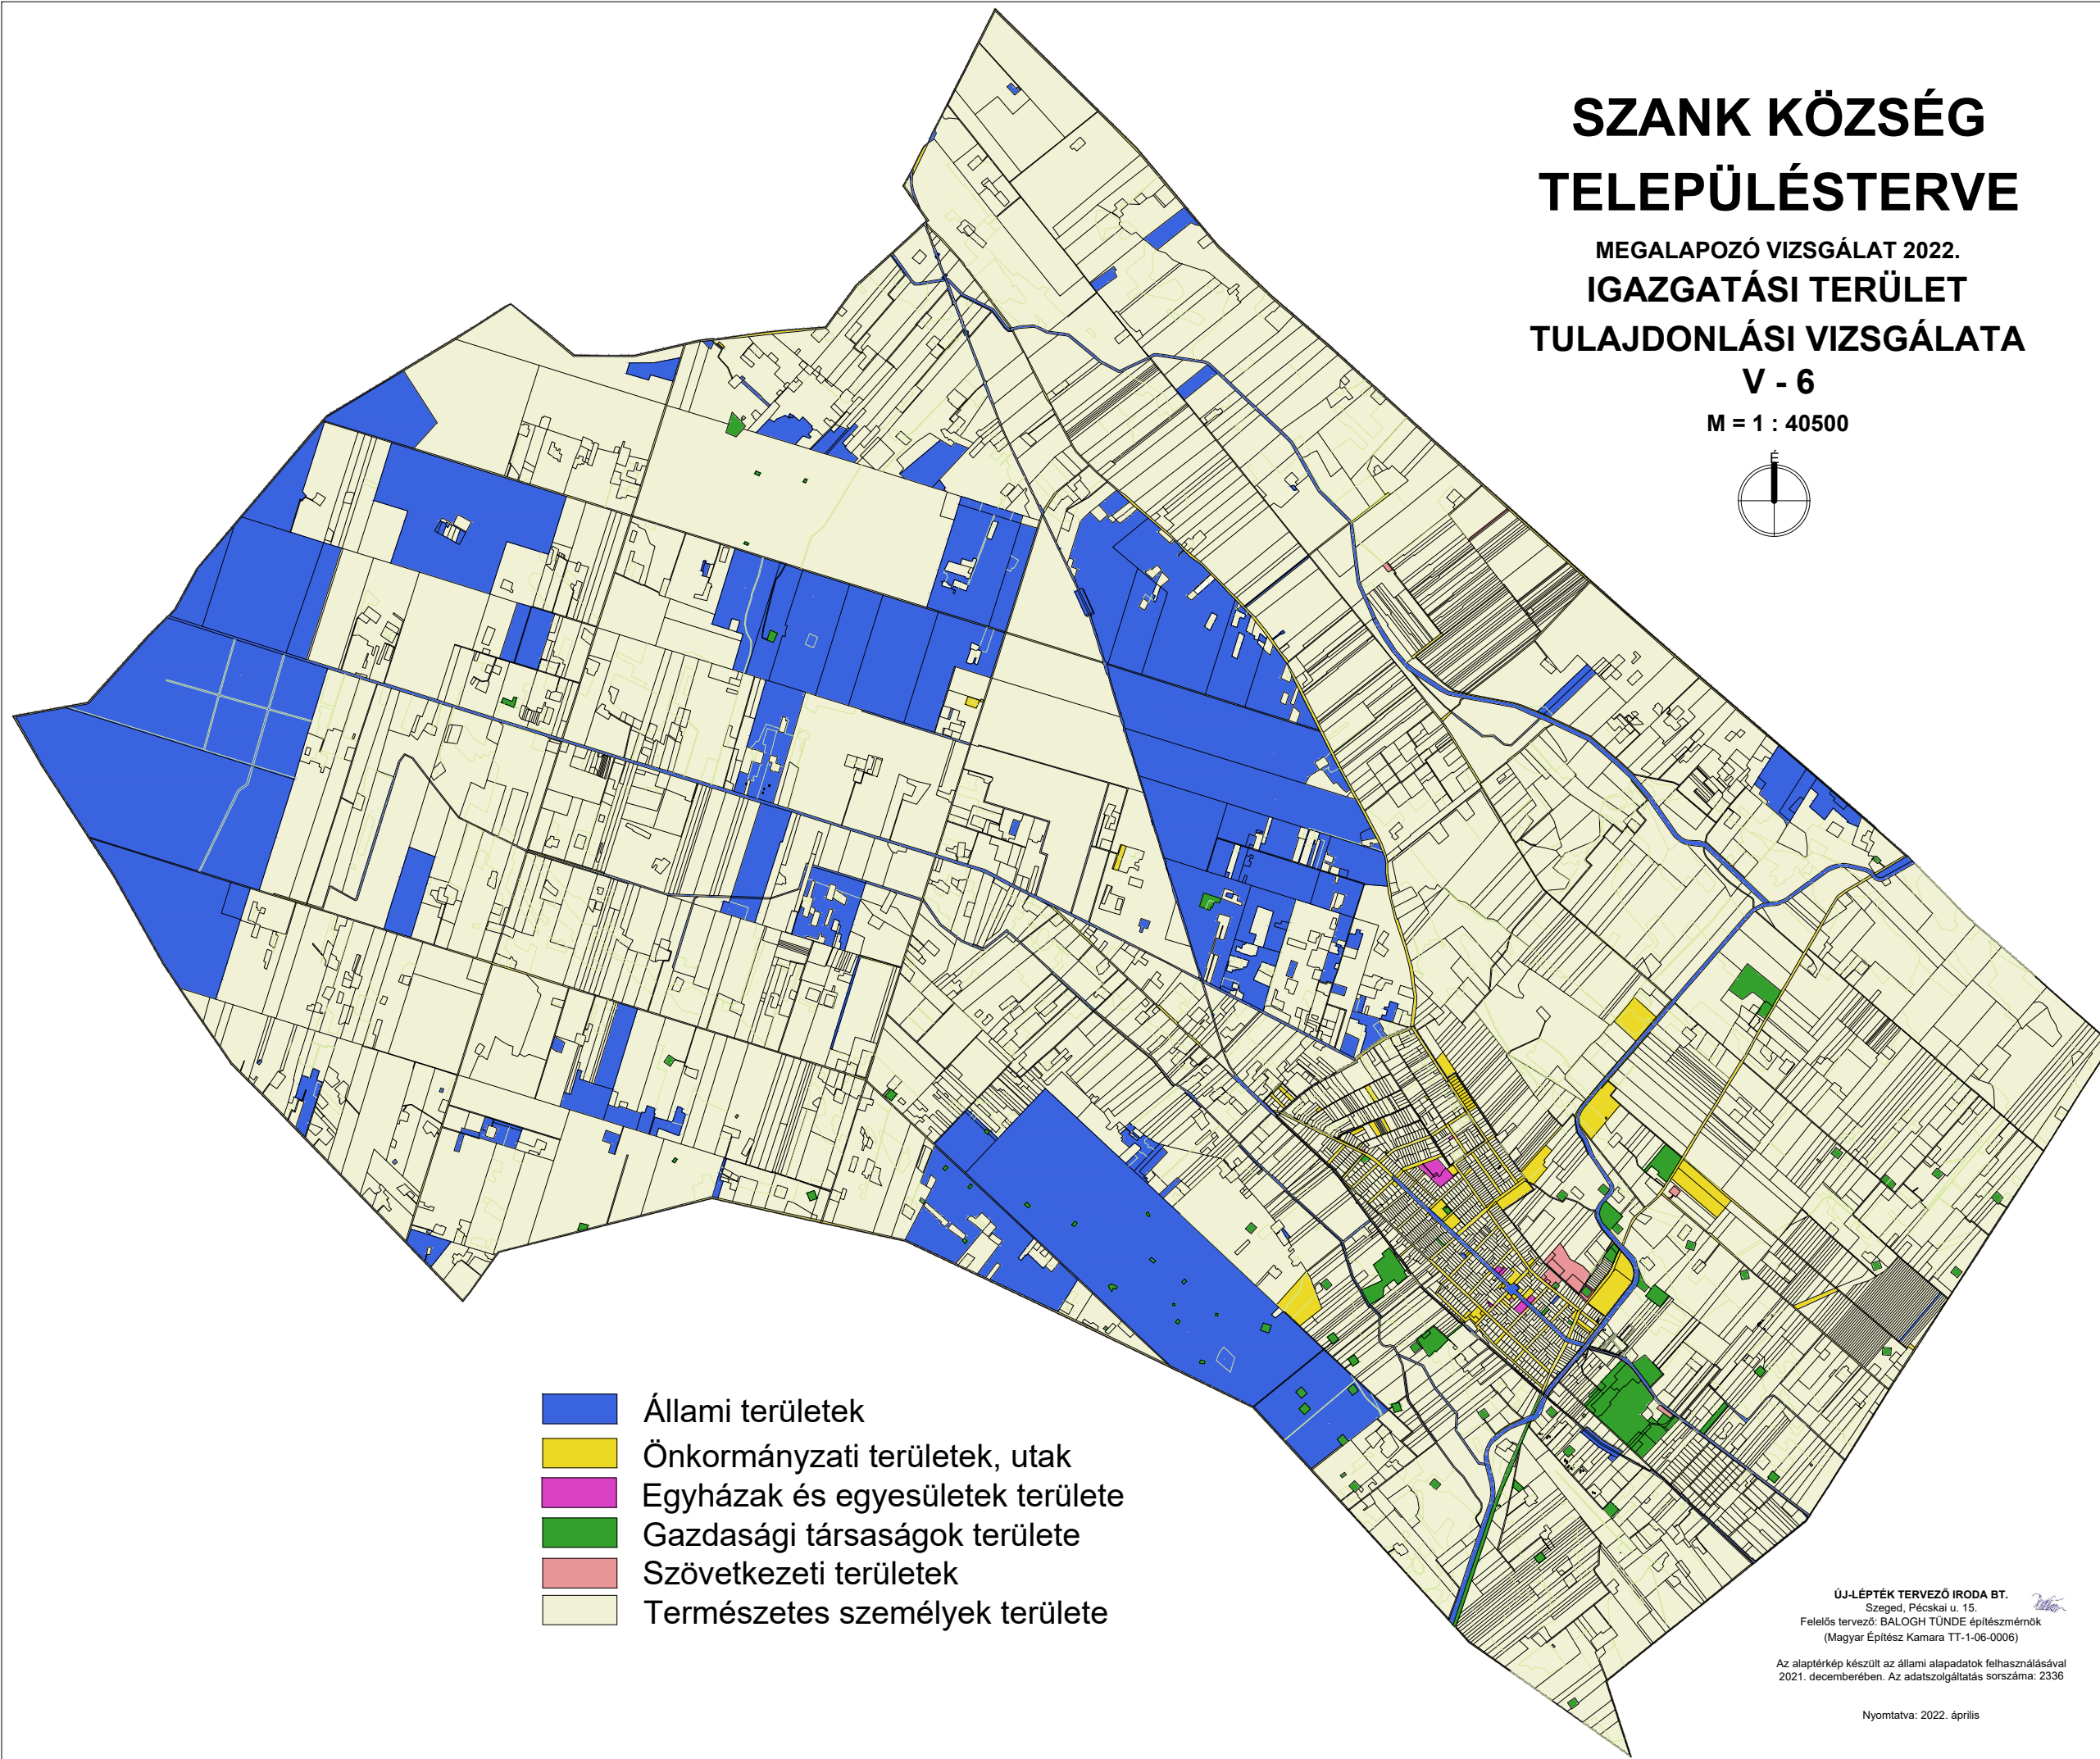 SZANK KÖZSÉG
TELEPÜLÉSTERVE
MEGALAPOZÓ VIZSGÁLAT 2022.
IGAZGATÁSI TERÜLET
TULAJDONLÁSI VIZSGÁLATA
V - 6
M = 1 : 40500
É
Állami területek
Önkormányzati területek, utak
Egyházak és egyesületek területe
Gazdasági társaságok területe
Szövetkezeti területek
Természetes személyek területe
ÚJ-LÉPTÉK TERVEZŐ IRODA BT.
Szeged, Pécskai u. 15.
Felelős tervező: BALOGH TÜNDE építészmérnök
(Magyar Építész Kamara TT-1-06-0006)
Az alaptérkép készült az állami alapadatok felhasználásával
2021. decemberében. Az adatszolgáltatás sorszáma: 2336
Nyomtatva: 2022. április